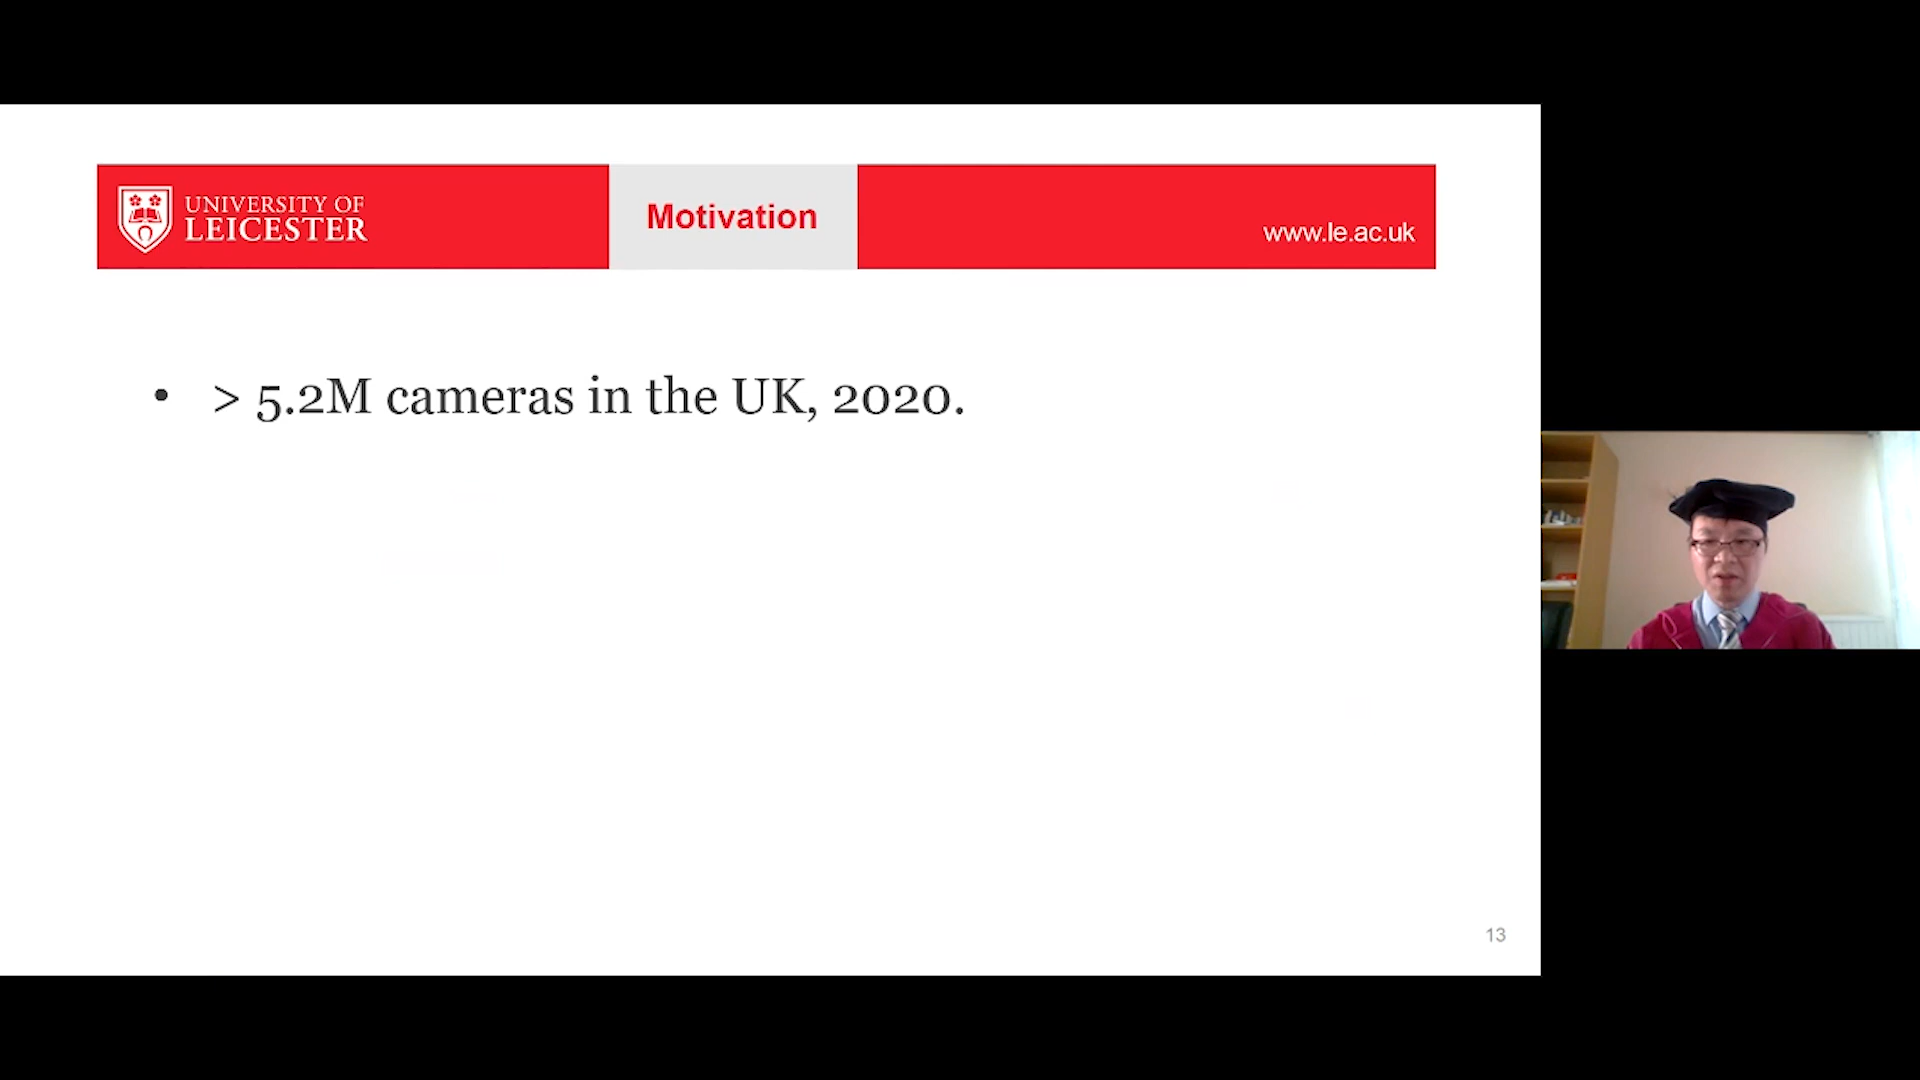 UNIVERSITY OF
LEICESTER
Motivation
www.le.ac.uk
• > 5.2M cameras in the UK, 2020.
13